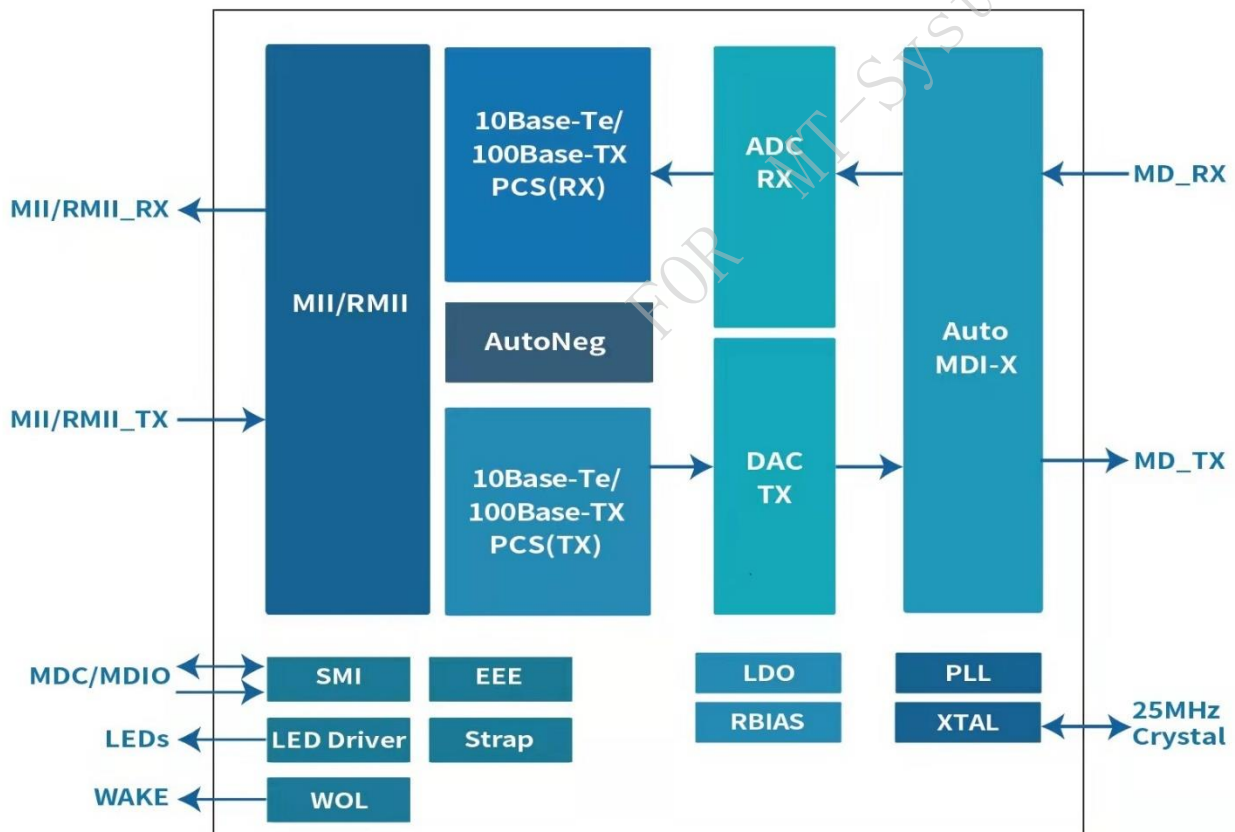 10Base-Te/
100Base-TX
PCS(RX)
ADC
RX
MD_RX
MII/RMII_RX
MII/RMII
AutoNeg
Auto
MDI-X
MII/RMII_TX
10Base-Te/
100Base-TX
PCS(TX)
DAC
TX
MD_TX
MDC/MDIO
SMI
EEE
LDO
PLL
LEDs
LED Driver
Strap
RBIAS
XTAL
25MHz
Crystal
WAKE
WOL
FOR MT-Syst